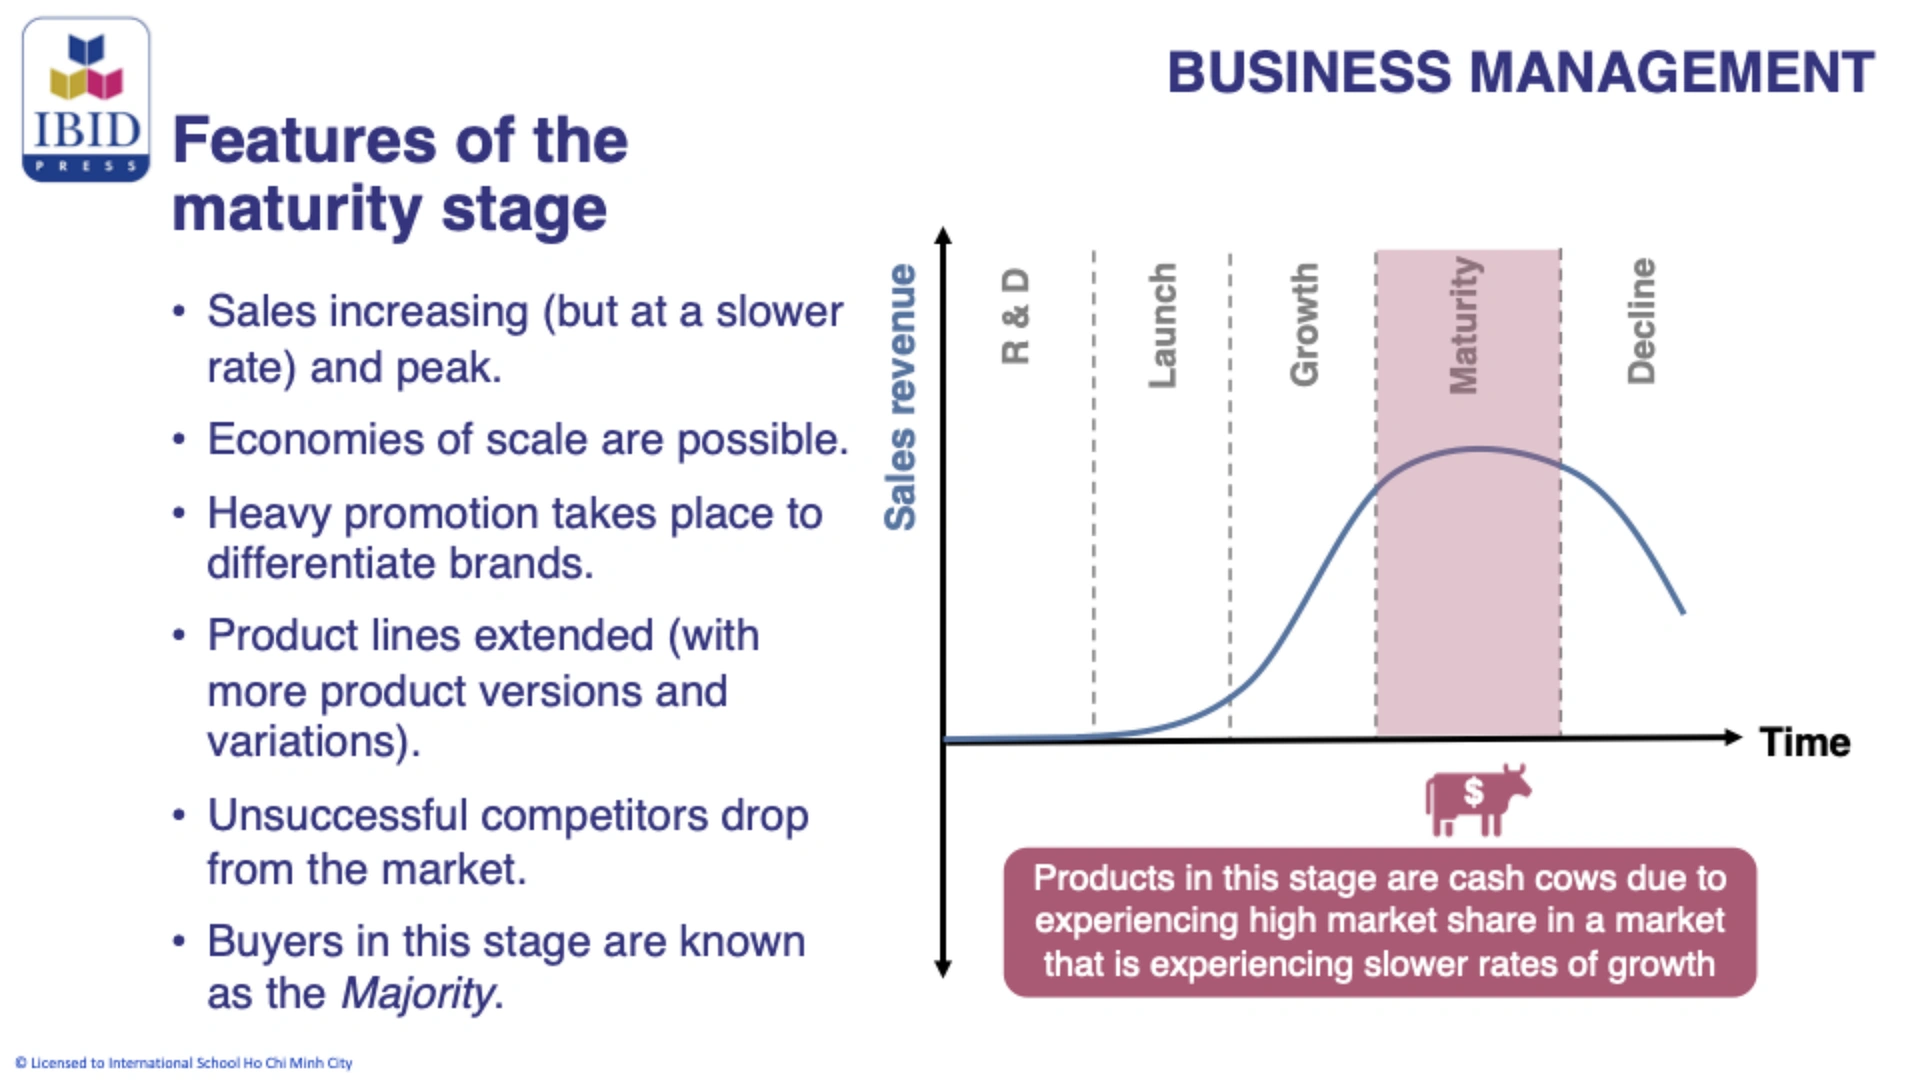 IBID
PRESS
BUSINESS MANAGEMENT
Features of the
maturity stage
• Sales increasing (but at a slower
rate) and peak.
• Economies of scale are possible.
• Heavy promotion takes place to
differentiate brands.
• Product lines extended (with
more product versions and
variations).
• Unsuccessful competitors drop
from the market.
• Buyers in this stage are known
as the Majority.
Sales revenue
R & D
Launch
Growth
Maturity
Decline
Time
$
Products in this stage are cash cows due to
experiencing high market share in a market
that is experiencing slower rates of growth
© Licensed to International School Ho Chi Minh City